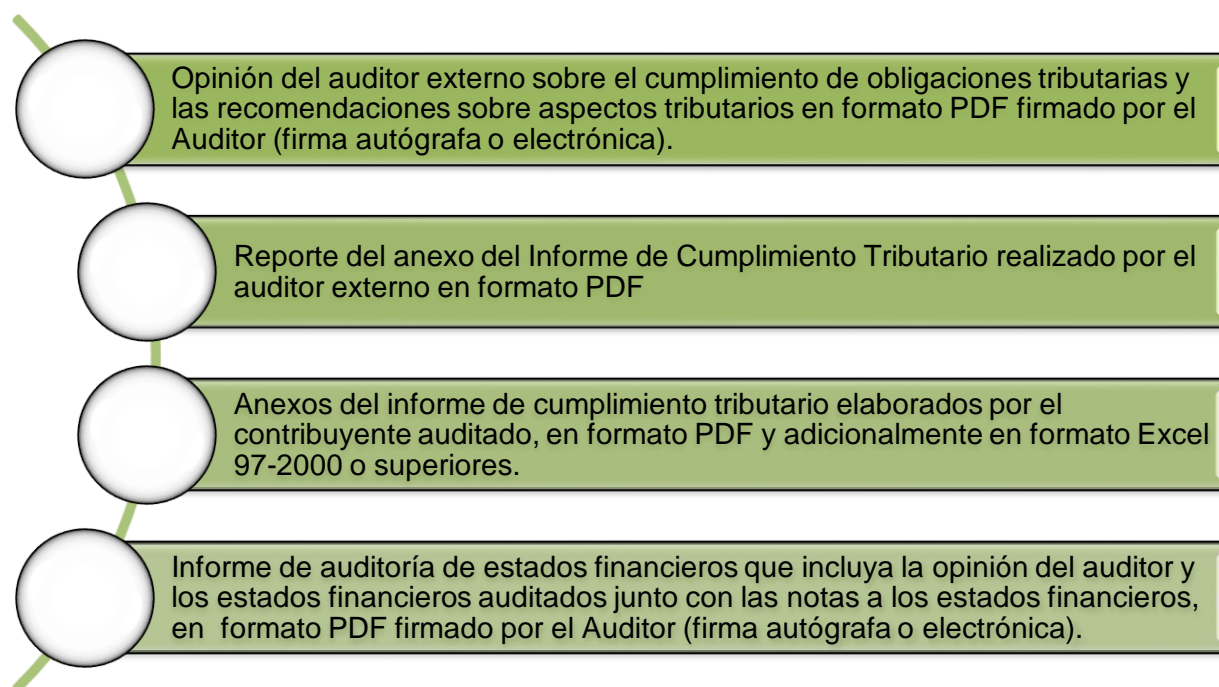 Opinión del auditor externo sobre el cumplimiento de obligaciones tributarias y
las recomendaciones sobre aspectos tributarios en formato PDF firmado por el
Auditor (firma autógrafa o electrónica).
Reporte del anexo del Informe de Cumplimiento Tributario realizado por el
auditor externo en formato PDF
Anexos del informe de cumplimiento tributario elaborados por el
contribuyente auditado, en formato PDF y adicionalmente en formato Excel
97-2000 o superiores.
Informe de auditoría de estados financieros que incluya la opinión del auditor y
los estados financieros auditados junto con las notas a los estados financieros,
en formato PDF firmado por el Auditor (firma autógrafa o electrónica).